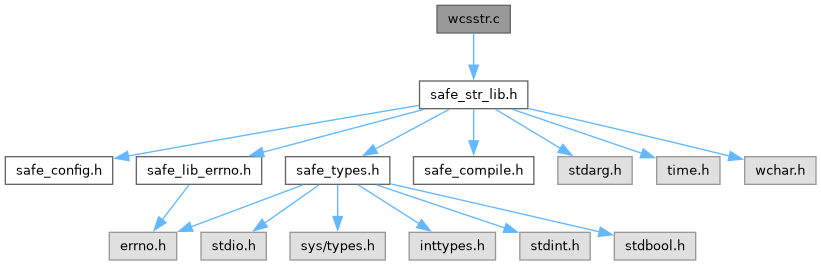 wcsstr.c
safe_str_lib.h
safe_config.h
safe_lib_errno.h
safe_types.h
safe_compile.h
stdarg.h
time.h
wchar.h
errno.h
stdio.h
sys/types.h
inttypes.h
stdint.h
stdbool.h